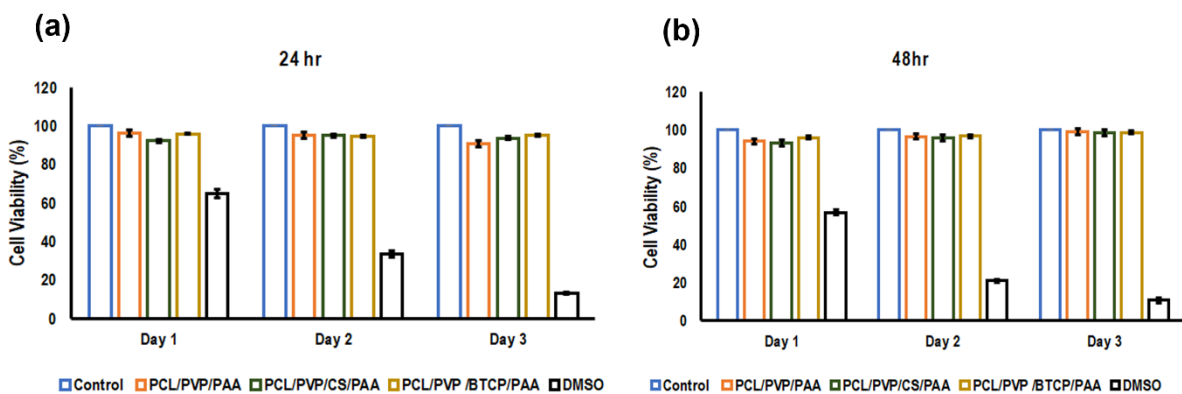 (a)
24 hr
120
100
80
60
40
20
0
Cell Viability (%)
Day 1 Day 2 Day 3
Control PCL/PVP/PAA PCL/PVP/CS/PAA PCL/PVP /BTCP/PAA DMSO
(b)
48hr
120
100
80
60
40
20
0
Cell Viability (%)
Day 1 Day 2 Day 3
Control PCL/PVP/PAA PCL/PVP/CS/PAA PCL/PVP /BTCP/PAA DMSO